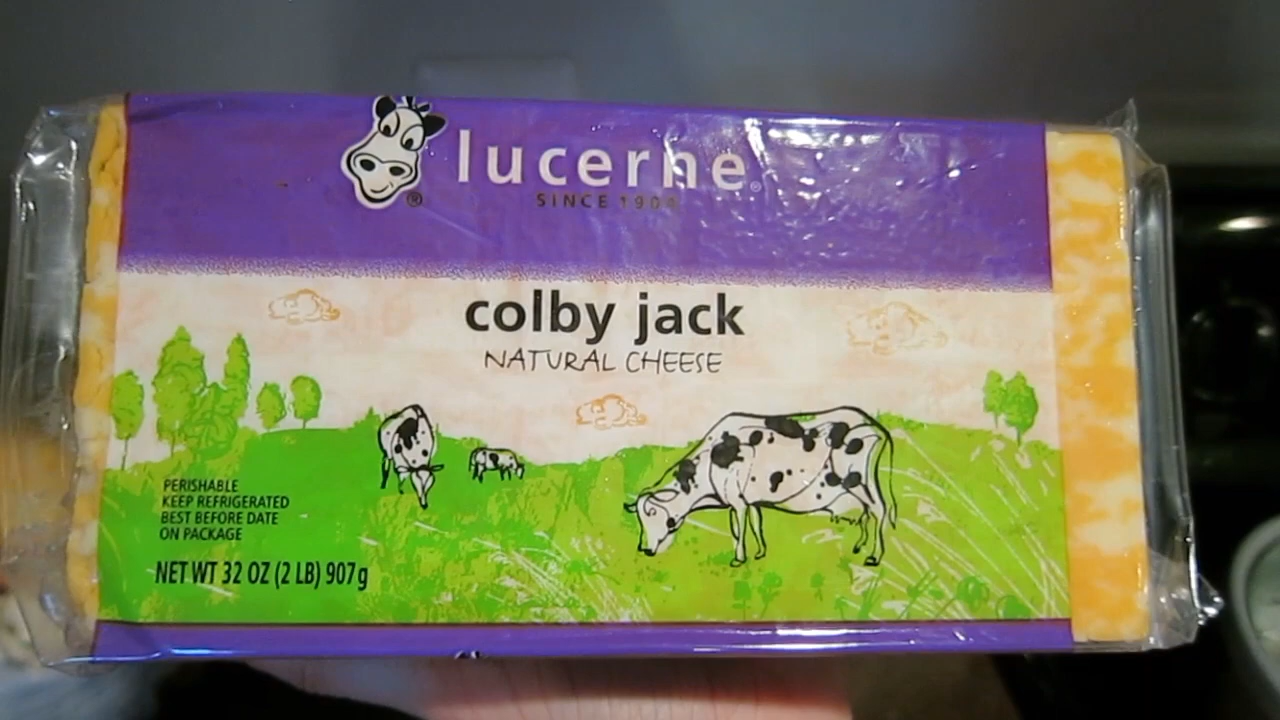 lucerne®
SINCE 1904
colby jack
NATURAL CHEESE
PERISHABLE
KEEP REFRIGERATED
BEST BEFORE DATE
ON PACKAGE
NET WT 32 OZ (2 LB) 907g